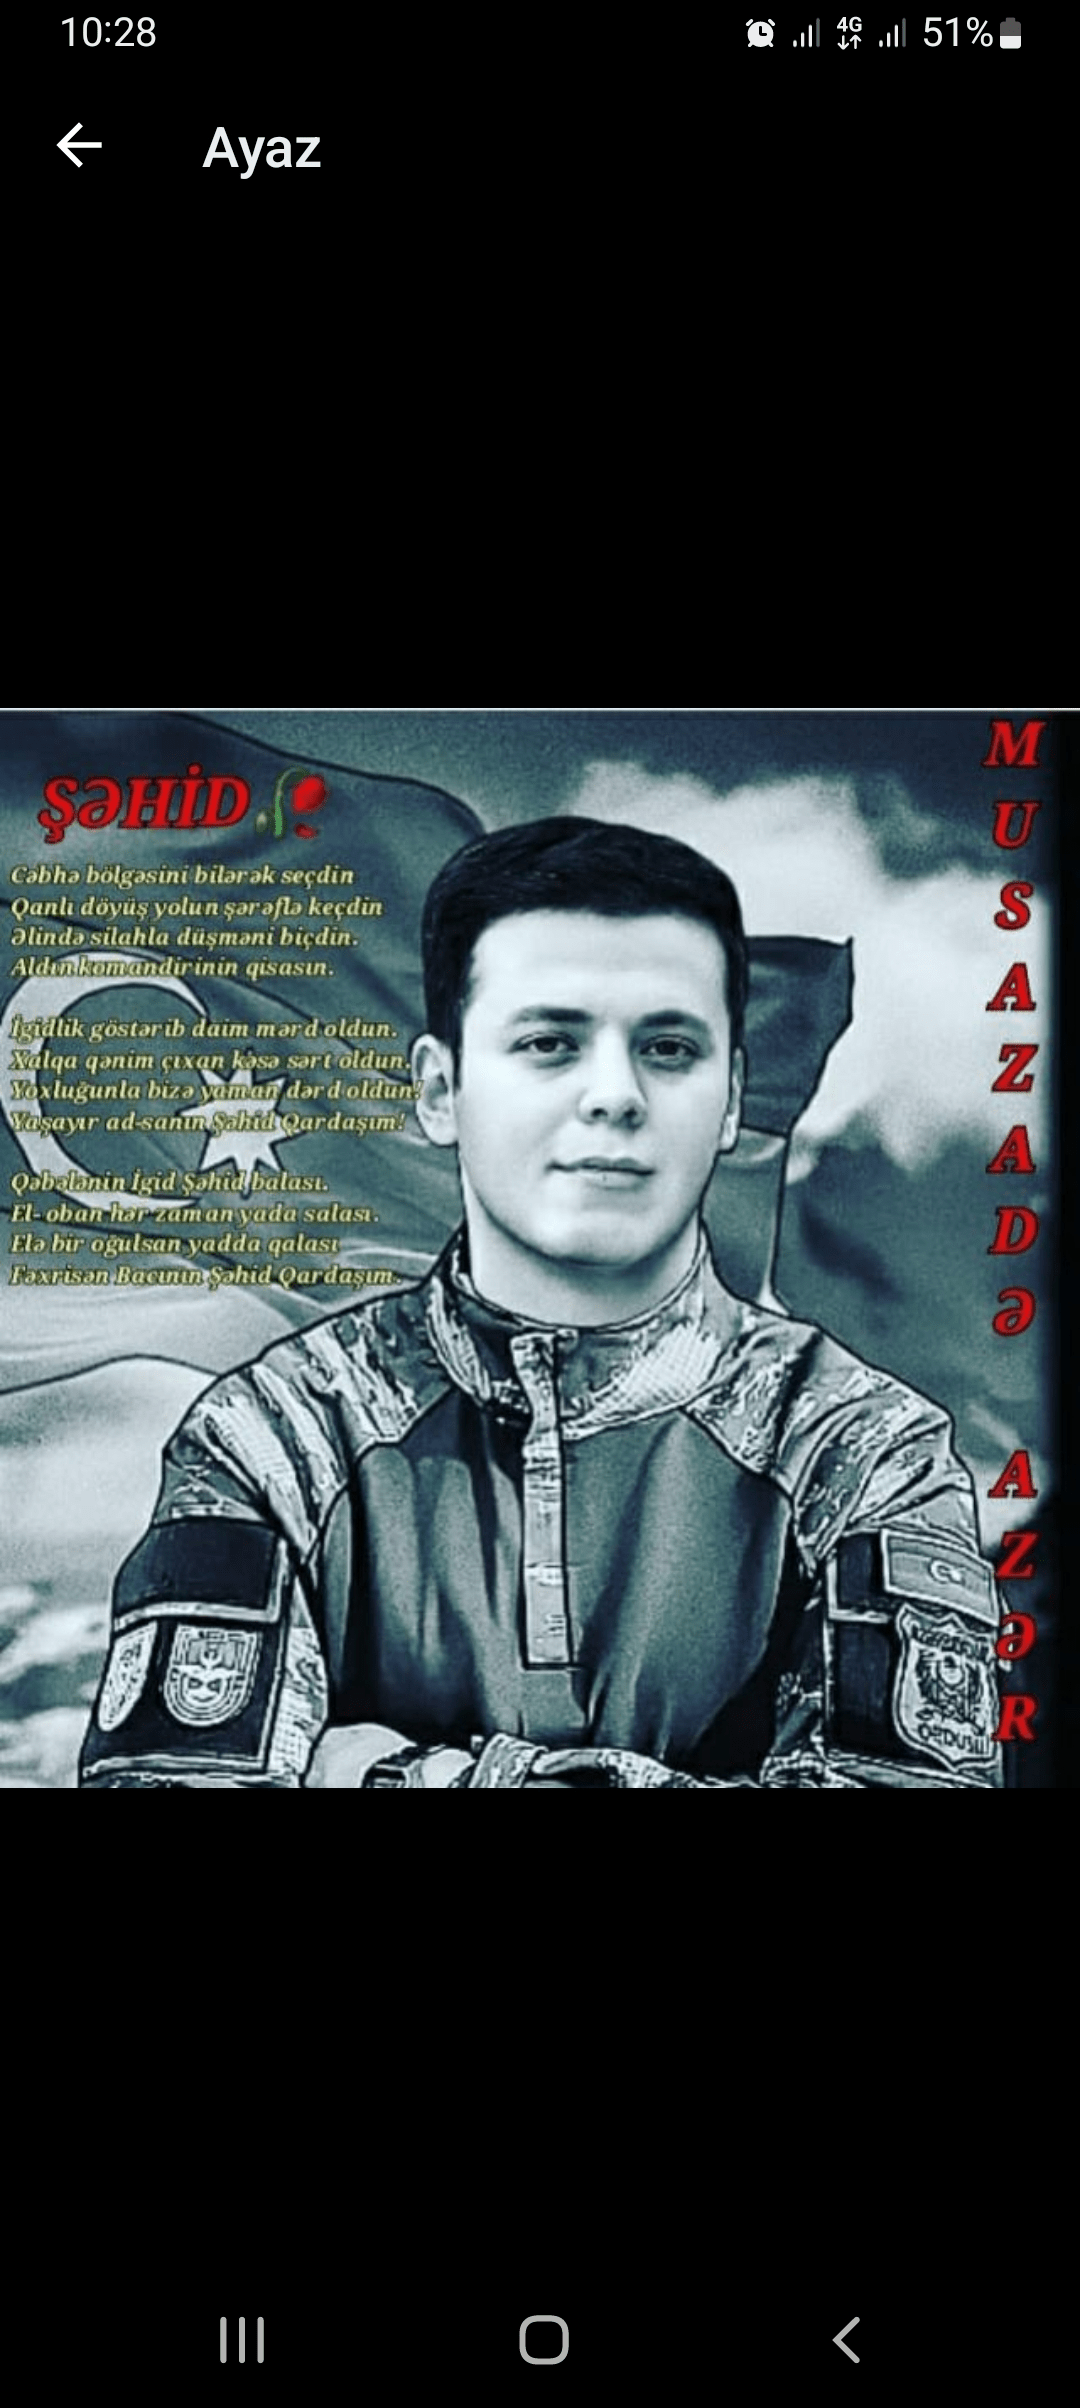 10:28
4G
51%
Ayaz
ŞƏHİD
Cəbhə bölgəsini bilərək seçdin
Qanlı döyüş yolun şərəflə keçdin
Əlində silahla düşməni biçdin.
Aldın komandirinin qisasın.
İgidlik göstərib daim mərd oldun.
Xalqa qənim çıxan kəsə sərt oldun.
Yoxluğunla bizə yaman dərd oldun!
Yaşayır ad-sanın Şəhid Qardaşım!
Qəbələnin İgid Şəhid balası.
El- oban hər zaman yada salası.
Elə bir oğulsan yadda qalası
Fəxrisən Bacının Şəhid Qardaşım.
MUSAZADƏ AZƏR
ORDUSU